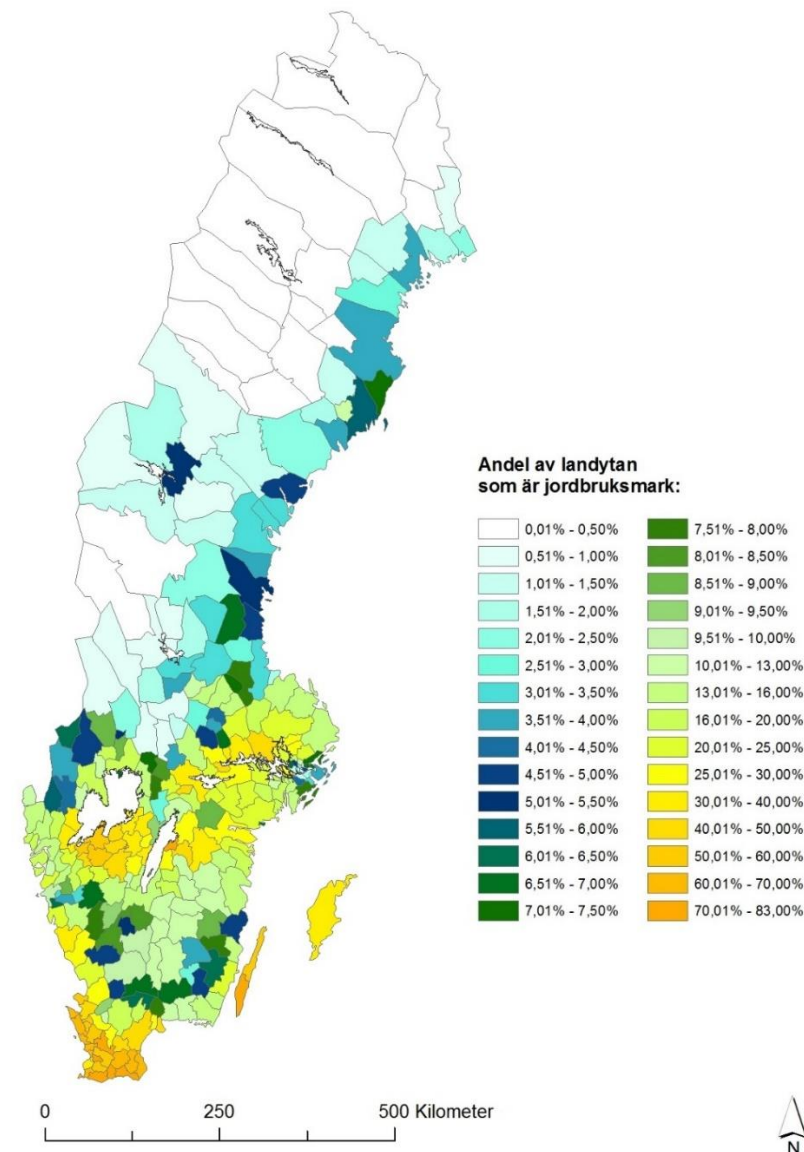 Andel av landytan
som är jordbruksmark:
0,01% - 0,50%
0,51% - 1,00%
1,01% - 1,50%
1,51% - 2,00%
2,01% - 2,50%
2,51% - 3,00%
3,01% - 3,50%
3,51% - 4,00%
4,01% - 4,50%
4,51% - 5,00%
5,01% - 5,50%
5,51% - 6,00%
6,01% - 6,50%
6,51% - 7,00%
7,01% - 7,50%
7,51% - 8,00%
8,01% - 8,50%
8,51% - 9,00%
9,01% - 9,50%
9,51% - 10,00%
10,01% - 13,00%
13,01% - 16,00%
16,01% - 20,00%
20,01% - 25,00%
25,01% - 30,00%
30,01% - 40,00%
40,01% - 50,00%
50,01% - 60,00%
60,01% - 70,00%
70,01% - 83,00%
0 250 500 Kilometer
N